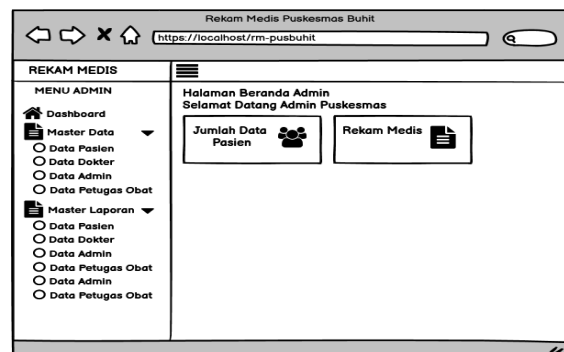 Rekam Medis Puskesmas Buhit
https://localhost/rm-pusbuhit
REKAM MEDIS
MENU ADMIN
Dashboard
Master Data
Data Pasien
Data Dokter
Data Admin
Data Petugas Obat
Master Laporan
Data Pasien
Data Dokter
Data Admin
Data Petugas Obat
Data Admin
Data Petugas Obat
Halaman Beranda Admin
Selamat Datang Admin Puskesmas
Jumlah Data
Pasien
Rekam Medis